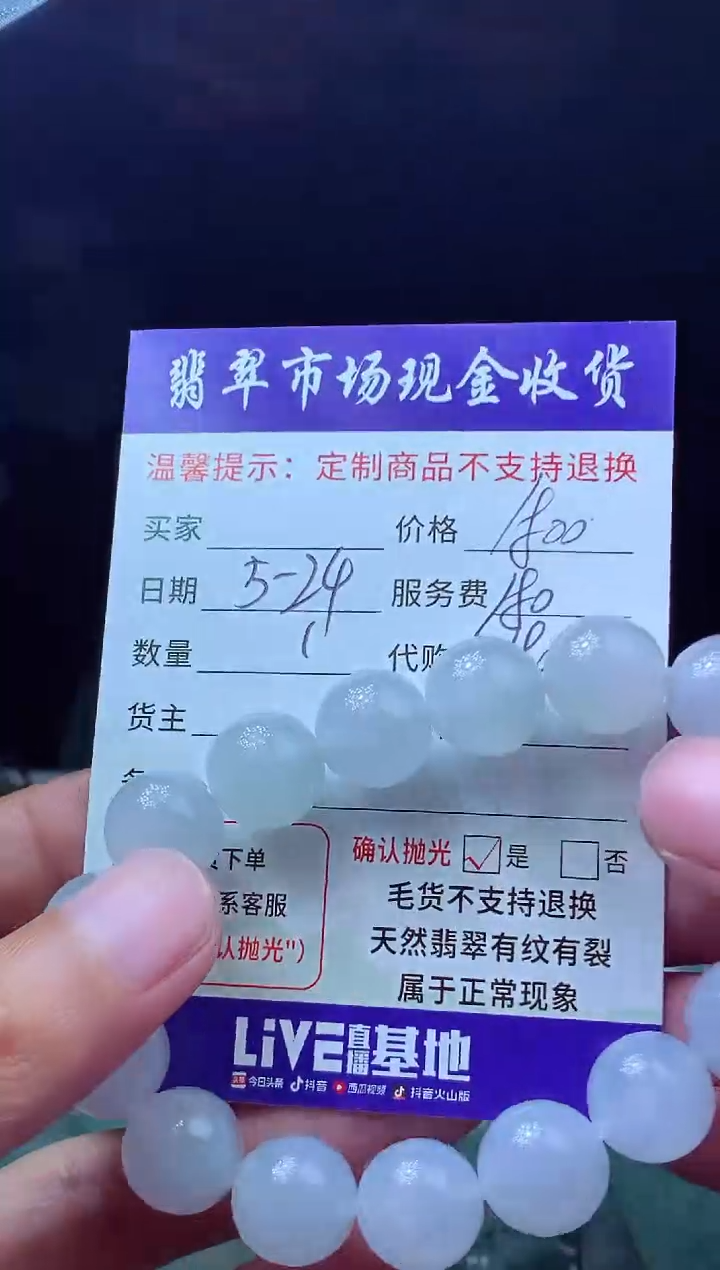 翡翠市场现金收货
温馨提示：定制商品不支持退换
买家 价格 1800
日期 5-24 服务费 180
数量 1 代购
货主
下单
系客服
认抛光")
确认抛光 ☑是 □否
毛货不支持退换
天然翡翠有纹有裂
属于正常现象
LiVE直播基地
头条 今日头条 抖音 西瓜视频 抖音火山版